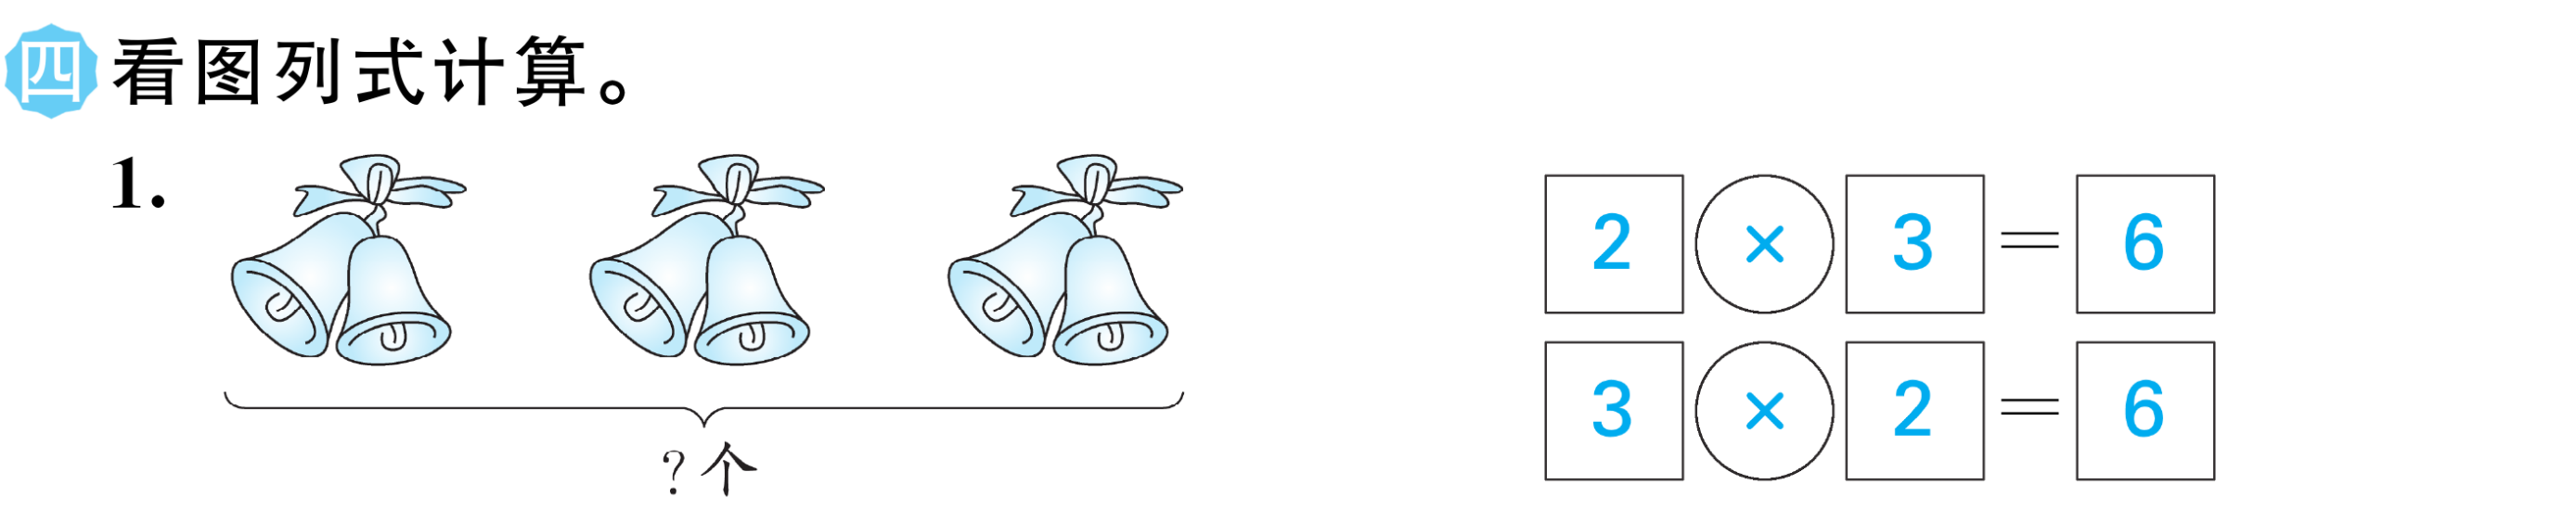 四 看图列式计算。
1.
2 × 3 = 6
3 × 2 = 6
?个